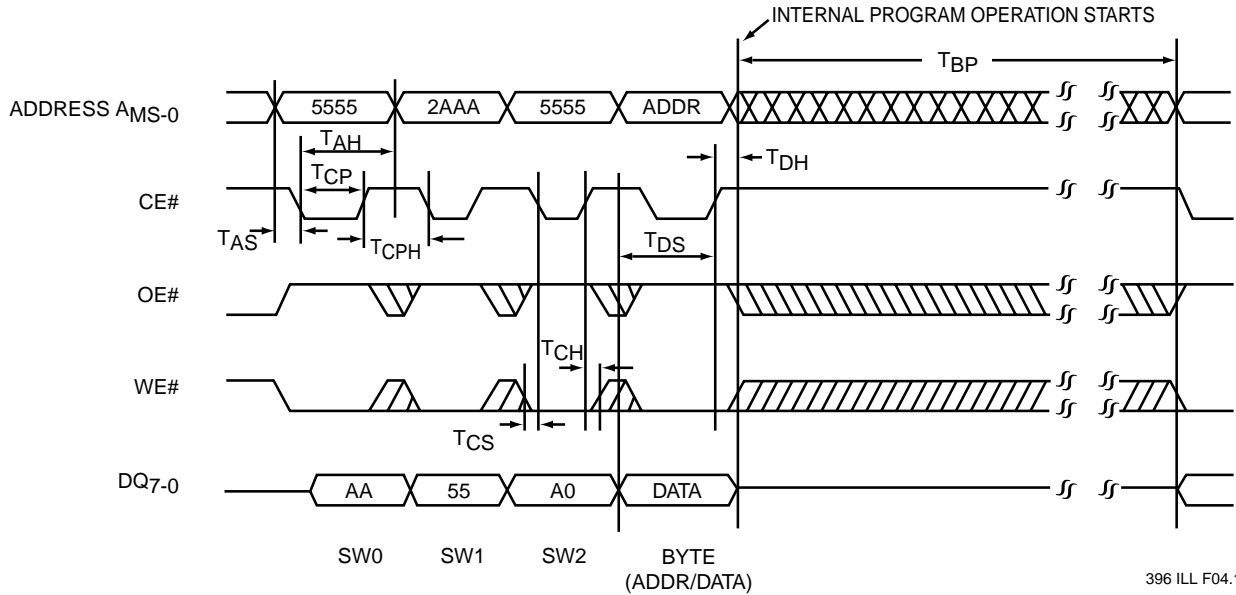 INTERNAL PROGRAM OPERATION STARTS
TBP
ADDRESS AMS-0
5555
2AAA
5555
ADDR
TAH
TDH
TCP
CE#
TAS
TCPH
TDS
OE#
TCH
WE#
TCS
DQ7-0
AA
55
A0
DATA
SW0
SW1
SW2
BYTE
(ADDR/DATA)
396 ILL F04.1